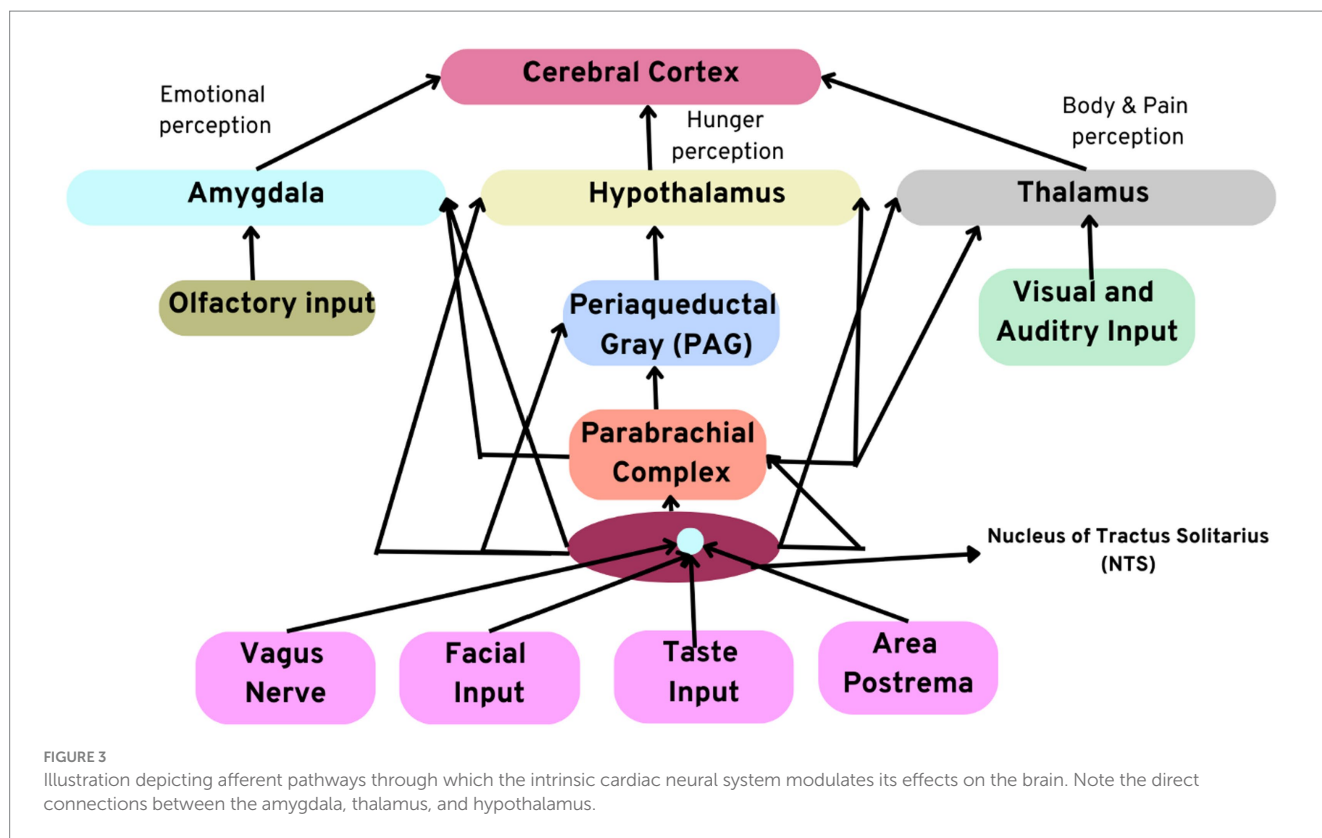 Cerebral Cortex
Emotional
perception
Hunger
perception
Body & Pain
perception
Amygdala
Hypothalamus
Thalamus
Olfactory input
Periaqueductal
Gray (PAG)
Visual and
Auditry Input
Parabrachial
Complex
Nucleus of Tractus Solitarius
(NTS)
Vagus
Nerve
Facial
Input
Taste
Input
Area
Postrema
FIGURE 3
Illustration depicting afferent pathways through which the intrinsic cardiac neural system modulates its effects on the brain. Note the direct
connections between the amygdala, thalamus, and hypothalamus.